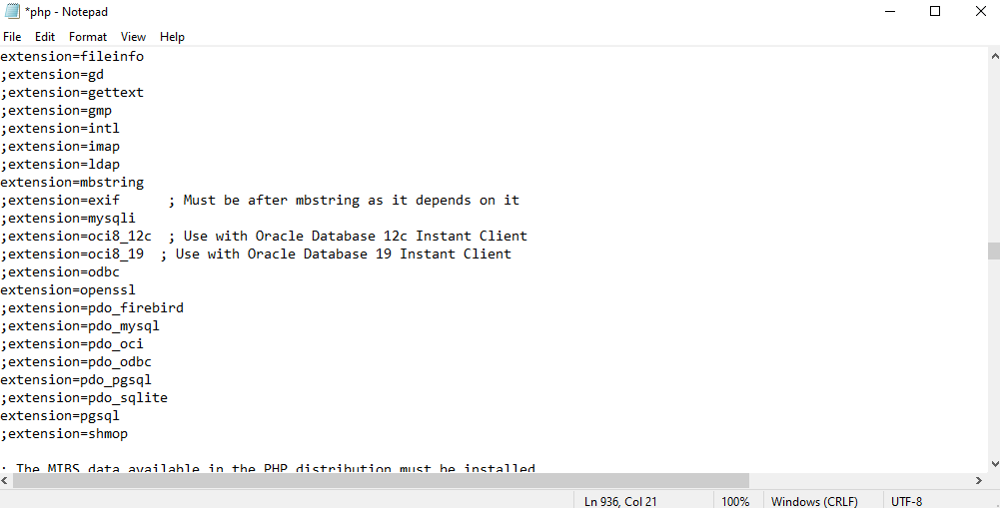 *php - Notepad
File Edit Format View Help
extension=fileinfo
;extension=gd
;extension=gettext
;extension=gmp
;extension=intl
;extension=imap
;extension=ldap
extension=mbstring
;extension=exif      ; Must be after mbstring as it depends on it
;extension=mysqli
;extension=oci8_12c  ; Use with Oracle Database 12c Instant Client
;extension=oci8_19  ; Use with Oracle Database 19 Instant Client
;extension=odbc
extension=openssl
;extension=pdo_firebird
;extension=pdo_mysql
;extension=pdo_oci
;extension=pdo_odbc
extension=pdo_pgsql
;extension=pdo_sqlite
extension=pgsql
;extension=shmop
; The MIBS data available in the PHP distribution must be installed
Ln 936, Col 21 100% Windows (CRLF) UTF-8